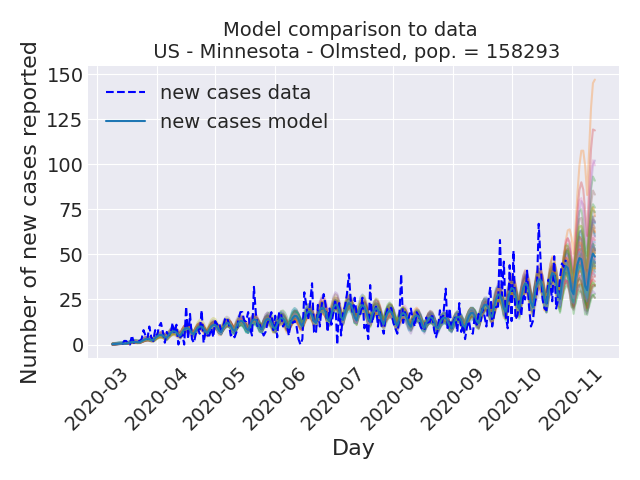 Model comparison to data
US - Minnesota - Olmsted, pop. = 158293
Number of new cases reported
150
125
100
75
50
25
0
new cases data
new cases model
2020-03
2020-04
2020-05
2020-06
2020-07
2020-08
2020-09
2020-10
2020-11
Day